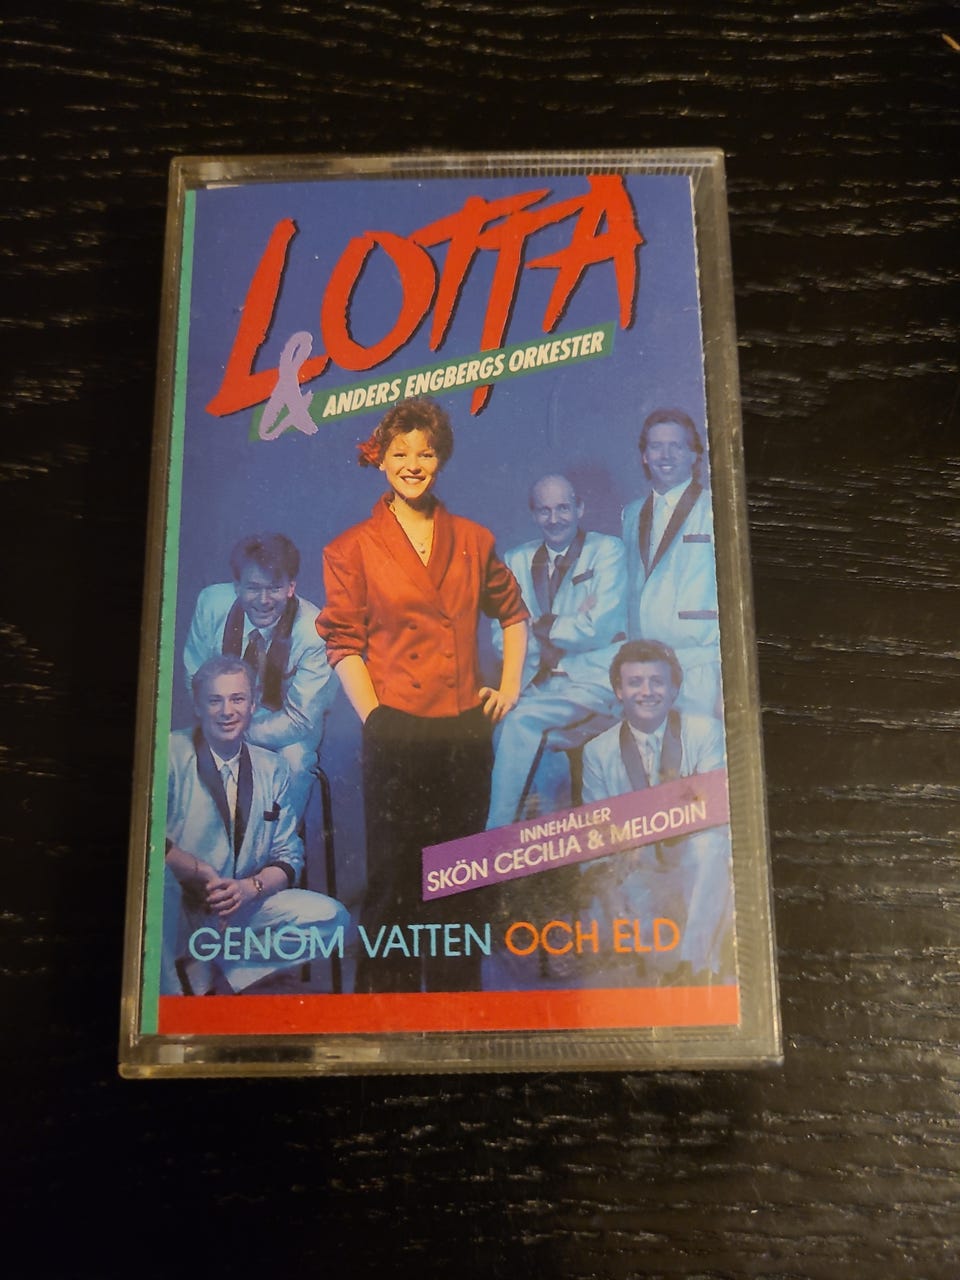 LOTTA
& ANDERS ENGBERGS ORKESTER
INNEHÅLLER
SKÖN CECILIA & MELODIN
GENOM VATTEN OCH ELD